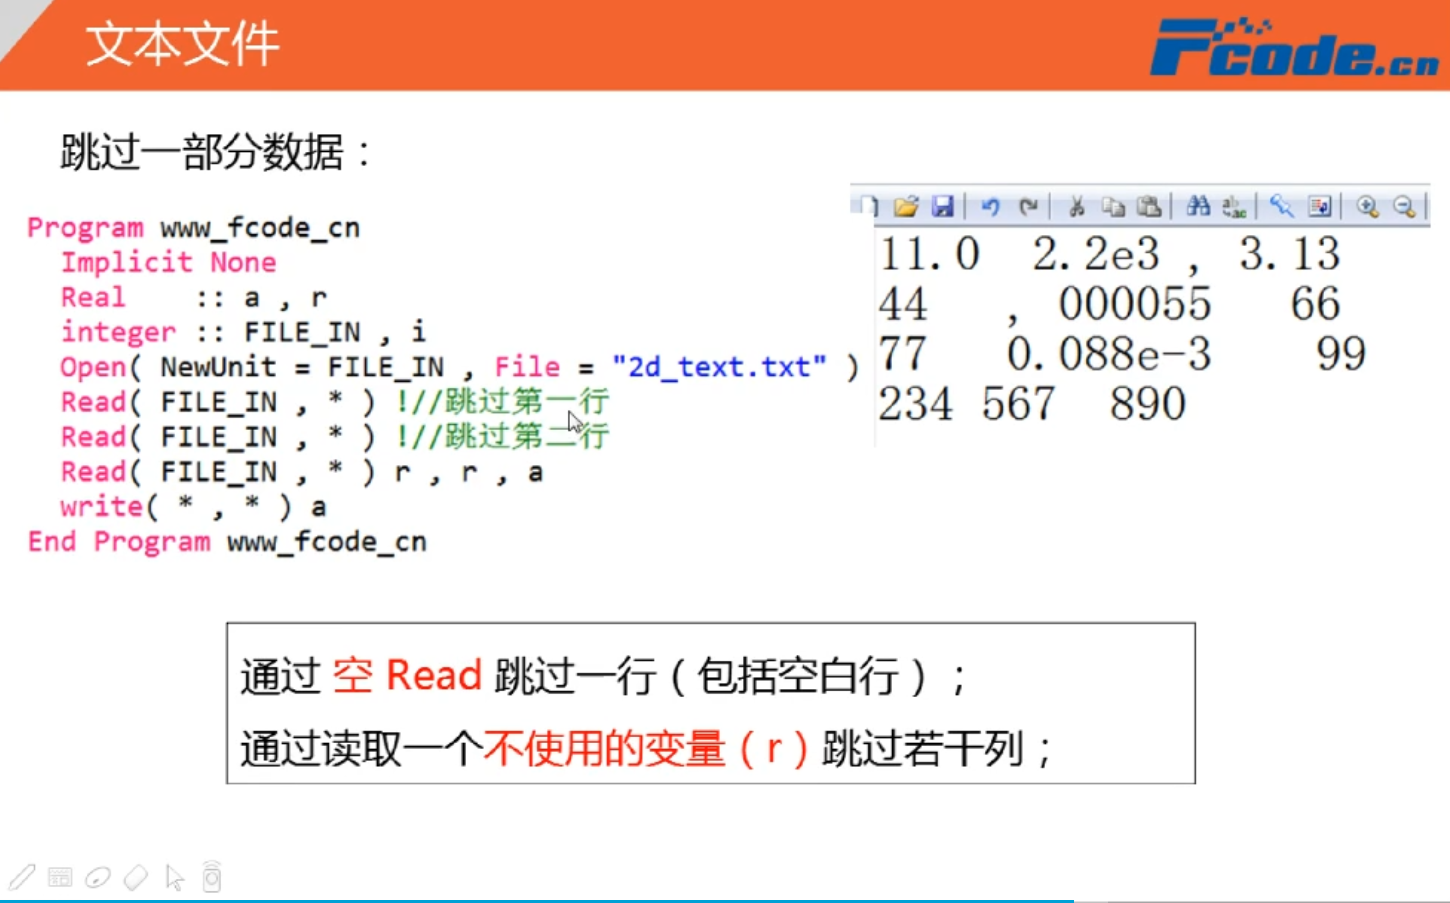 文本文件
Fcode.cn
跳过一部分数据：
Program www_fcode_cn
Implicit None
Real :: a , r
integer :: FILE_IN , i
Open( NewUnit = FILE_IN , File = "2d_text.txt" )
Read( FILE_IN , * ) !//跳过第一行
Read( FILE_IN , * ) !//跳过第二行
Read( FILE_IN , * ) r , r , a
write( * , * ) a
End Program www_fcode_cn
11.0 2.2e3 , 3.13
44 , 000055 66
77 0.088e-3 99
234 567 890
通过 空 Read 跳过一行（包括空白行）；
通过读取一个不使用的变量（r）跳过若干列；